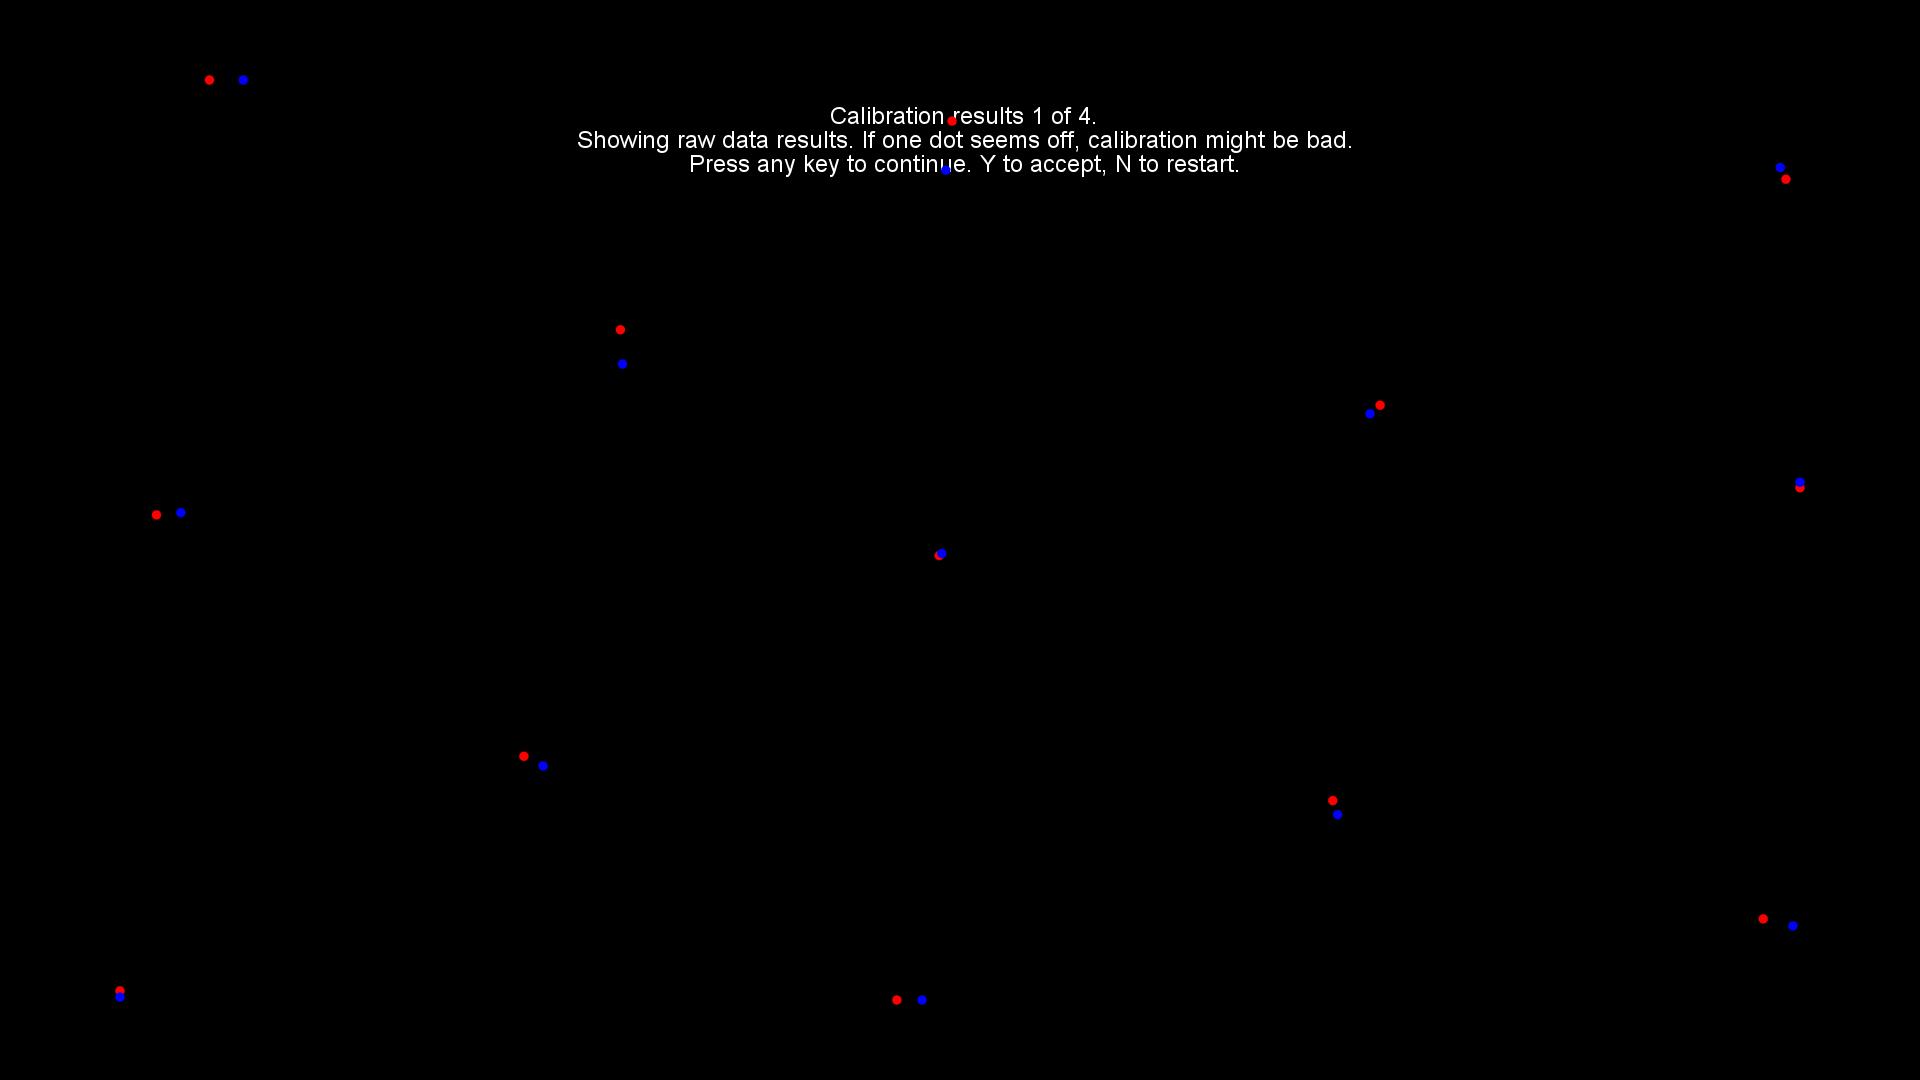 Calibration results 1 of 4.
Showing raw data results. If one dot seems off, calibration might be bad.
Press any key to continue. Y to accept, N to restart.